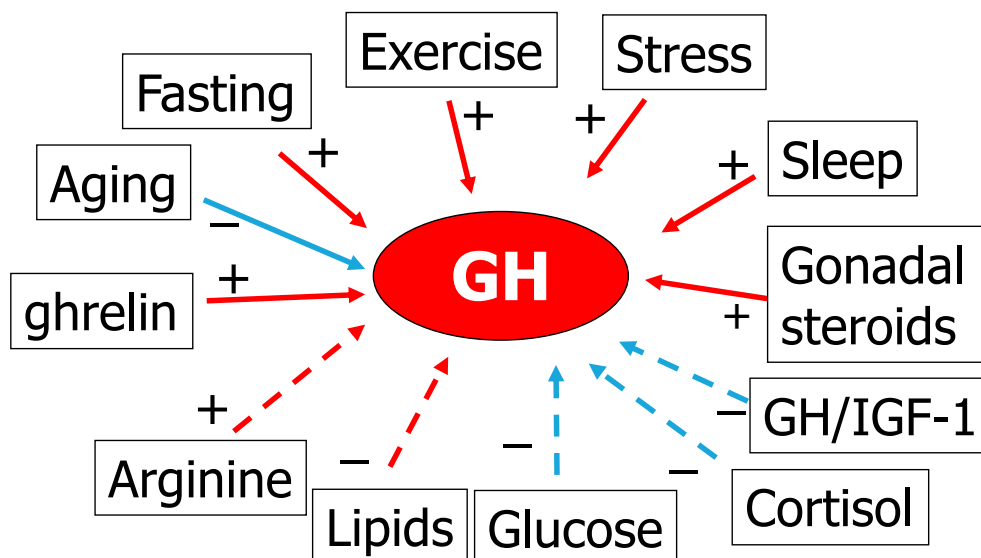 Exercise
Stress
Fasting
+
+
+
Aging
+
Sleep
−
GH
ghrelin
+
Gonadal
steroids
+
+
Arginine
−
Lipids
−
Glucose
−
Cortisol
−
GH/IGF-1